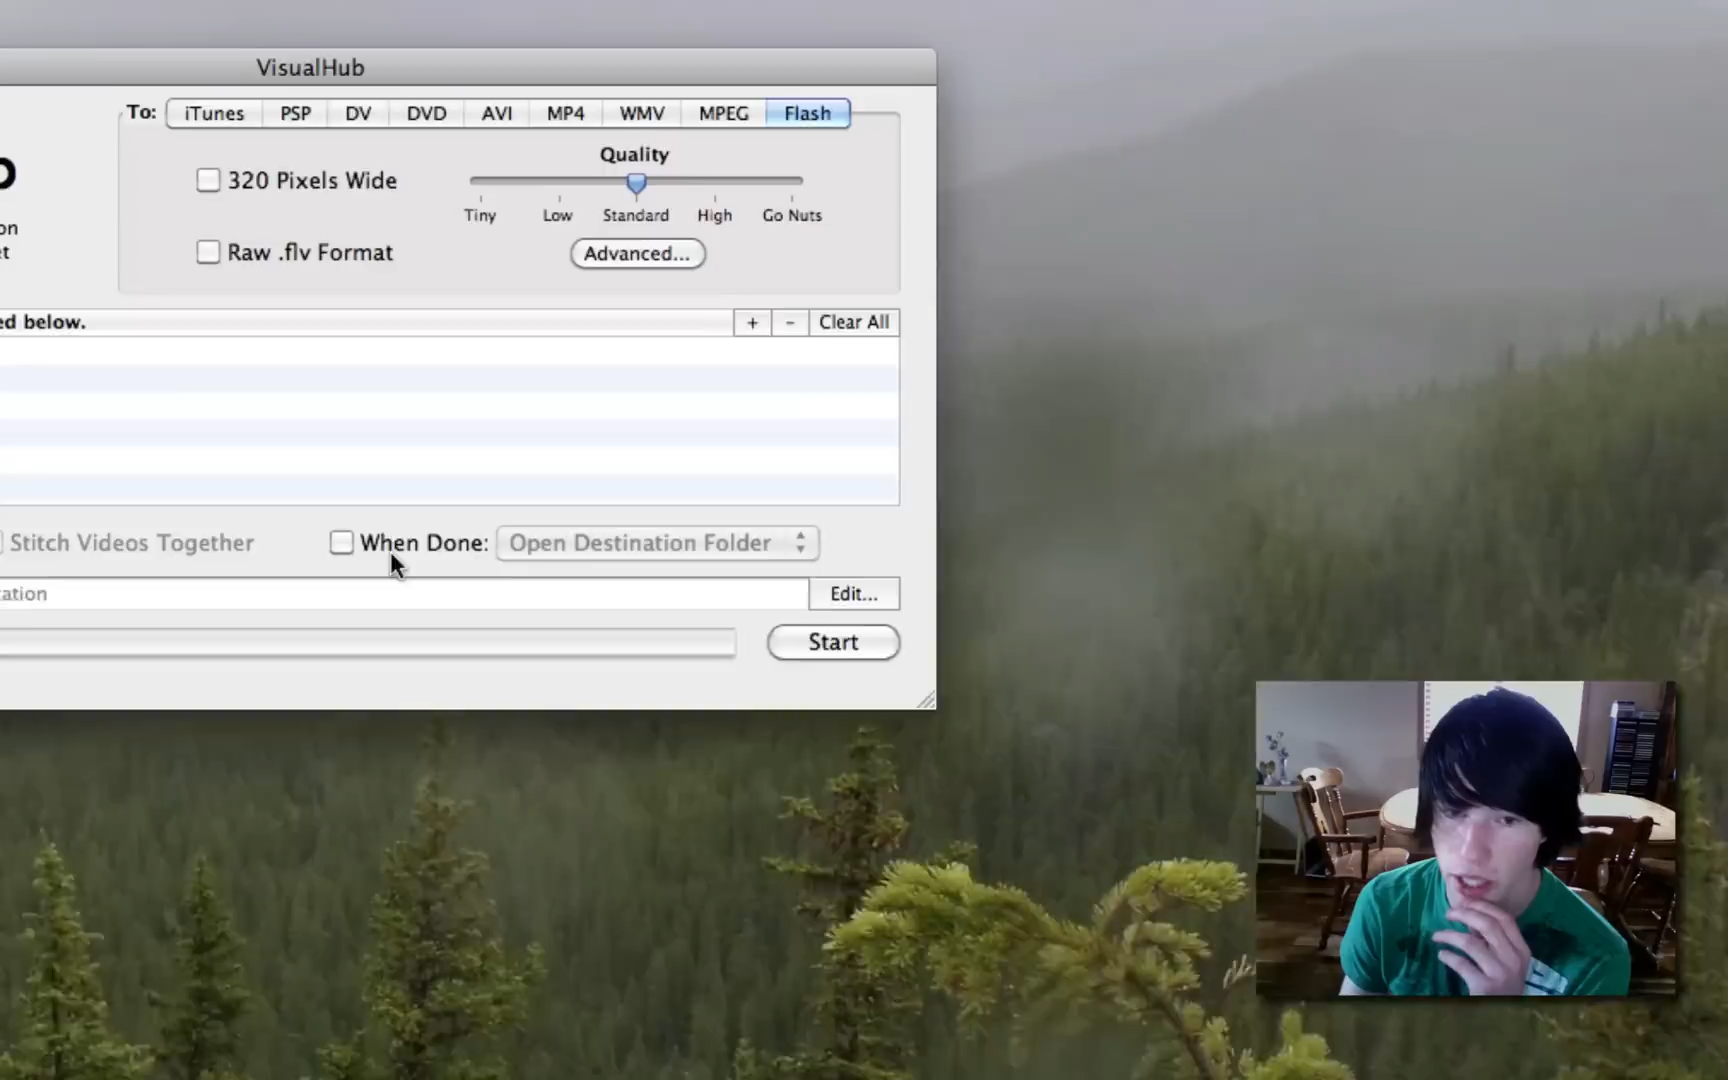 VisualHub
To: iTunes PSP DV DVD AVI MP4 WMV MPEG Flash
Quality
320 Pixels Wide
Tiny Low Standard High Go Nuts
on
et
Raw .flv Format
Advanced...
ed below.
+ - Clear All
Stitch Videos Together
When Done: Open Destination Folder
ation
Edit...
Start